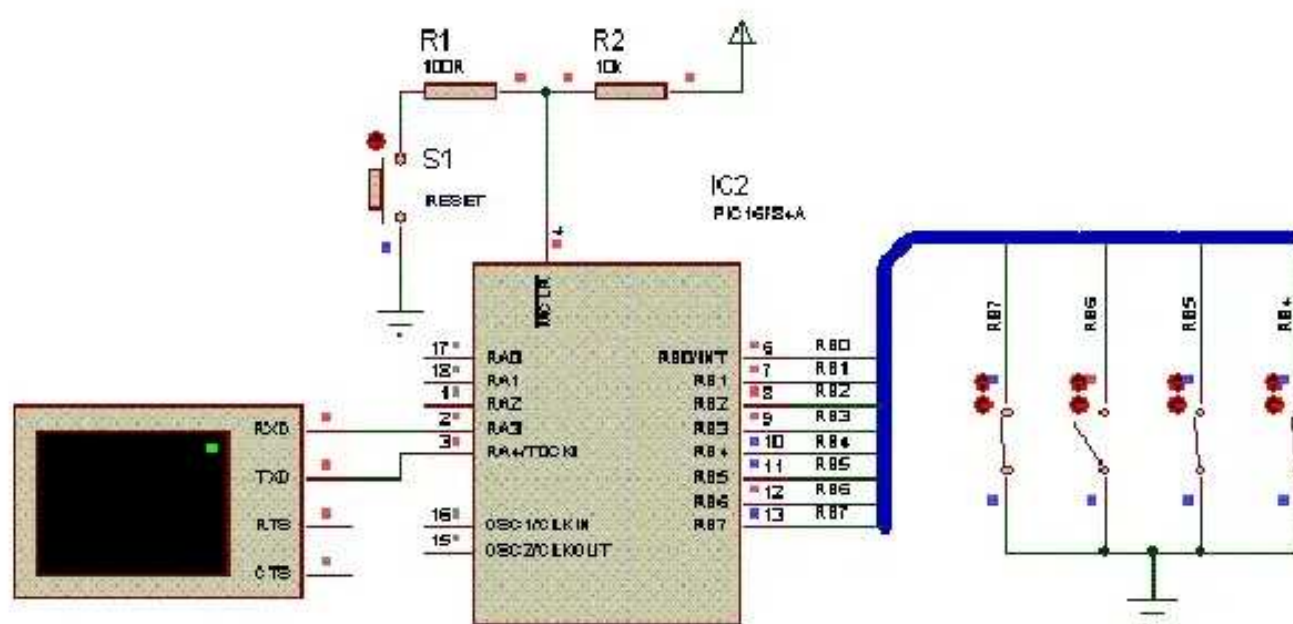 R1
100R
R2
10k
S1
RESET
IC2
PIC16F84A
4
MCLR
17
RA0
18
RA1
1
RA2
2
RA3
3
RA4/T0CKI
16
OSC1/CLKIN
15
OSC2/CLKOUT
RB0/INT
6
RB0
RB1
7
RB1
RB2
8
RB2
RB3
9
RB3
RB4
10
RB4
RB5
11
RB5
RB6
12
RB6
RB7
13
RB7
RXD
TXD
RTS
CTS
RB7
RB6
RB5
RB4